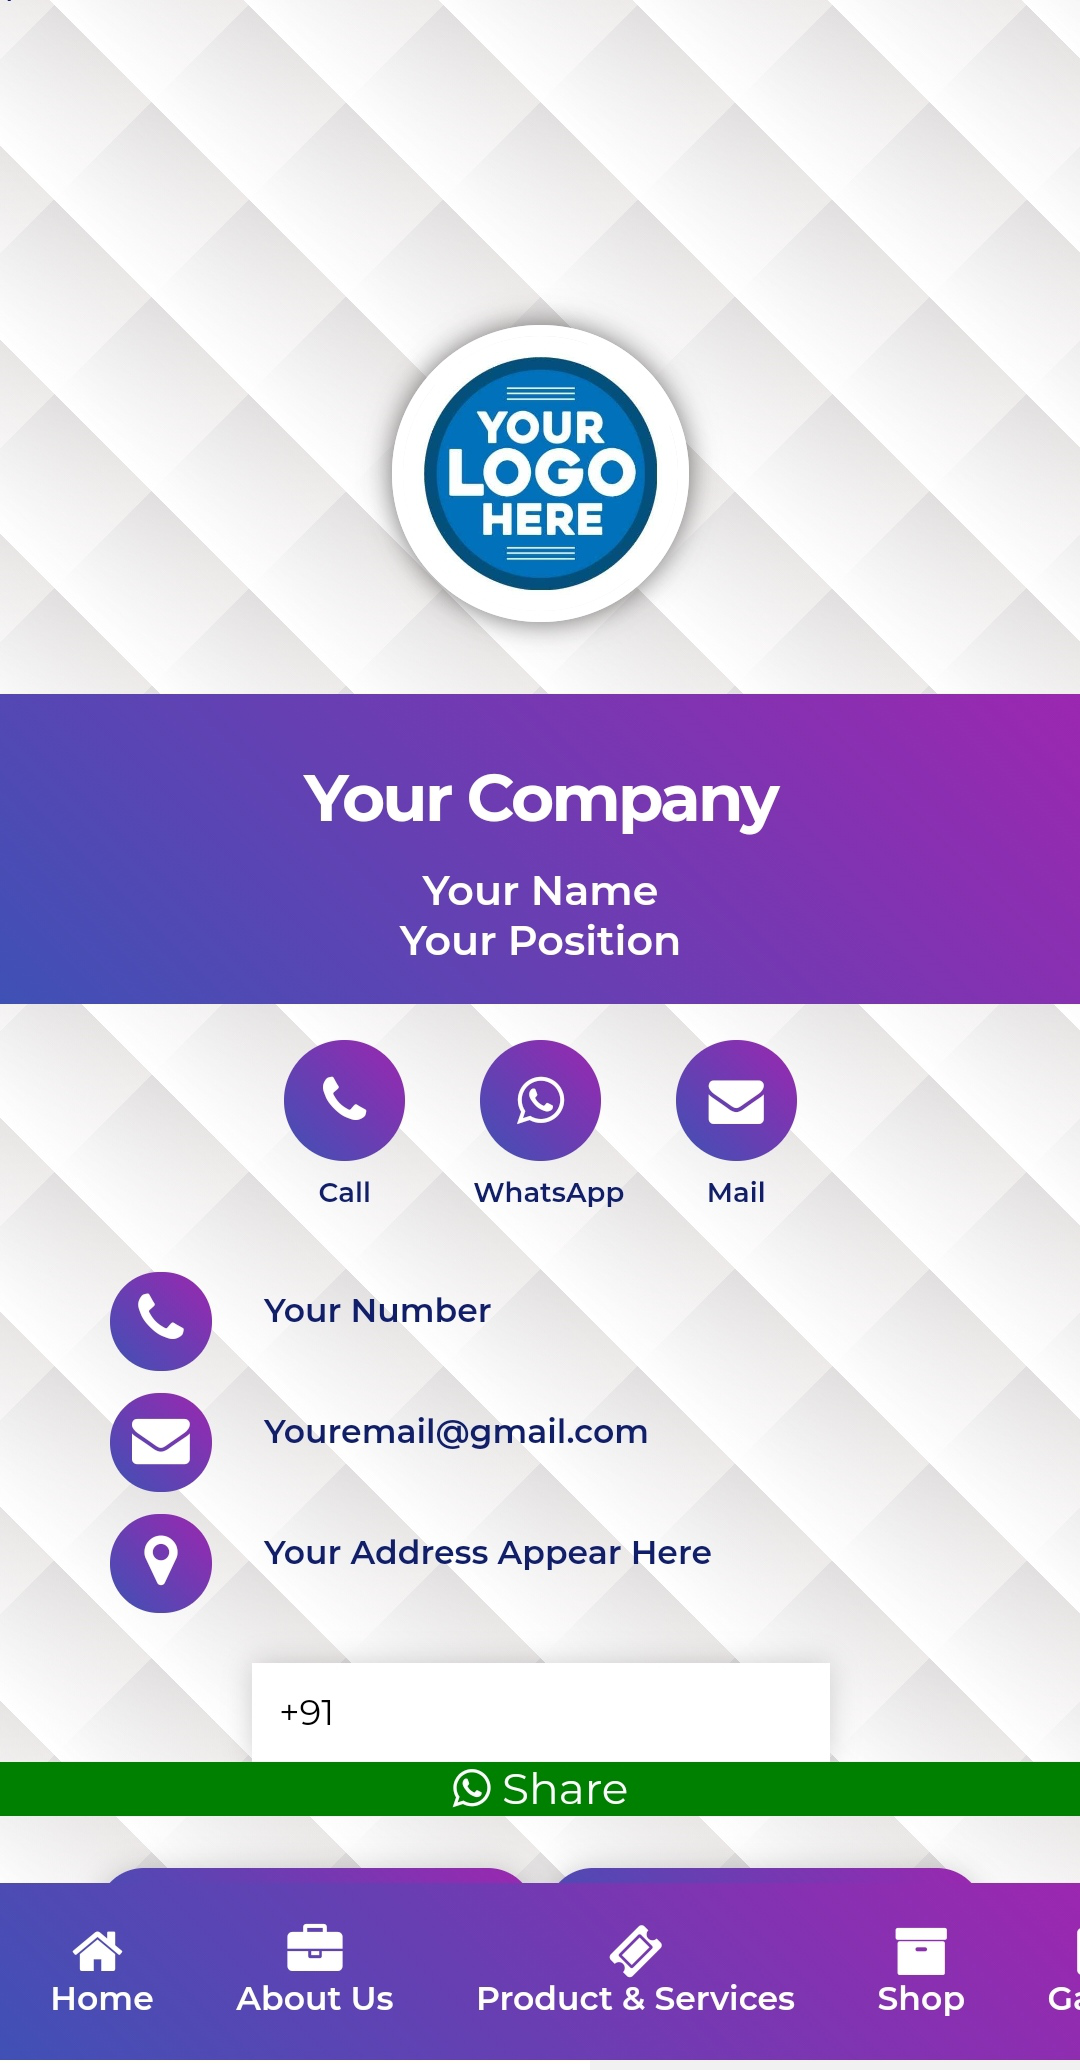 YOUR
LOGO
HERE
Your Company
Your Name
Your Position
Call
WhatsApp
Mail
Your Number
Youremail@gmail.com
Your Address Appear Here
+91
Share
Home
About Us
Product & Services
Shop